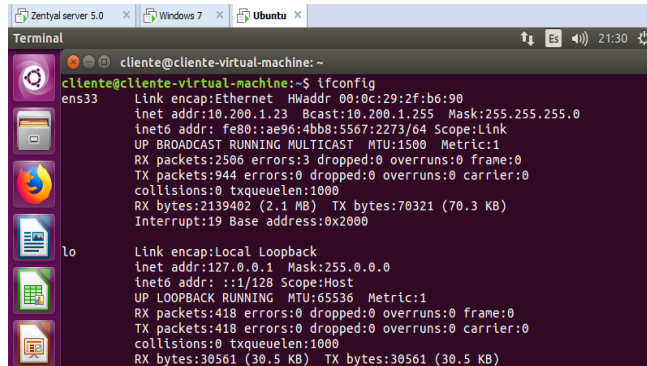 Zentyal server 5.0 × Windows 7 × Ubuntu ×
Terminal Es 21:30
cliente@cliente-virtual-machine: ~
cliente@cliente-virtual-machine:~$ ifconfig
ens33 Link encap:Ethernet HWaddr 00:0c:29:2f:b6:90
inet addr:10.200.1.23 Bcast:10.200.1.255 Mask:255.255.255.0
inet6 addr: fe80::ae96:4bb8:5567:2273/64 Scope:Link
UP BROADCAST RUNNING MULTICAST MTU:1500 Metric:1
RX packets:2506 errors:3 dropped:0 overruns:0 frame:0
TX packets:944 errors:0 dropped:0 overruns:0 carrier:0
collisions:0 txqueuelen:1000
RX bytes:2139402 (2.1 MB) TX bytes:70321 (70.3 KB)
Interrupt:19 Base address:0x2000
lo Link encap:Local Loopback
inet addr:127.0.0.1 Mask:255.0.0.0
inet6 addr: ::1/128 Scope:Host
UP LOOPBACK RUNNING MTU:65536 Metric:1
RX packets:418 errors:0 dropped:0 overruns:0 frame:0
TX packets:418 errors:0 dropped:0 overruns:0 carrier:0
collisions:0 txqueuelen:1000
RX bytes:30561 (30.5 KB) TX bytes:30561 (30.5 KB)